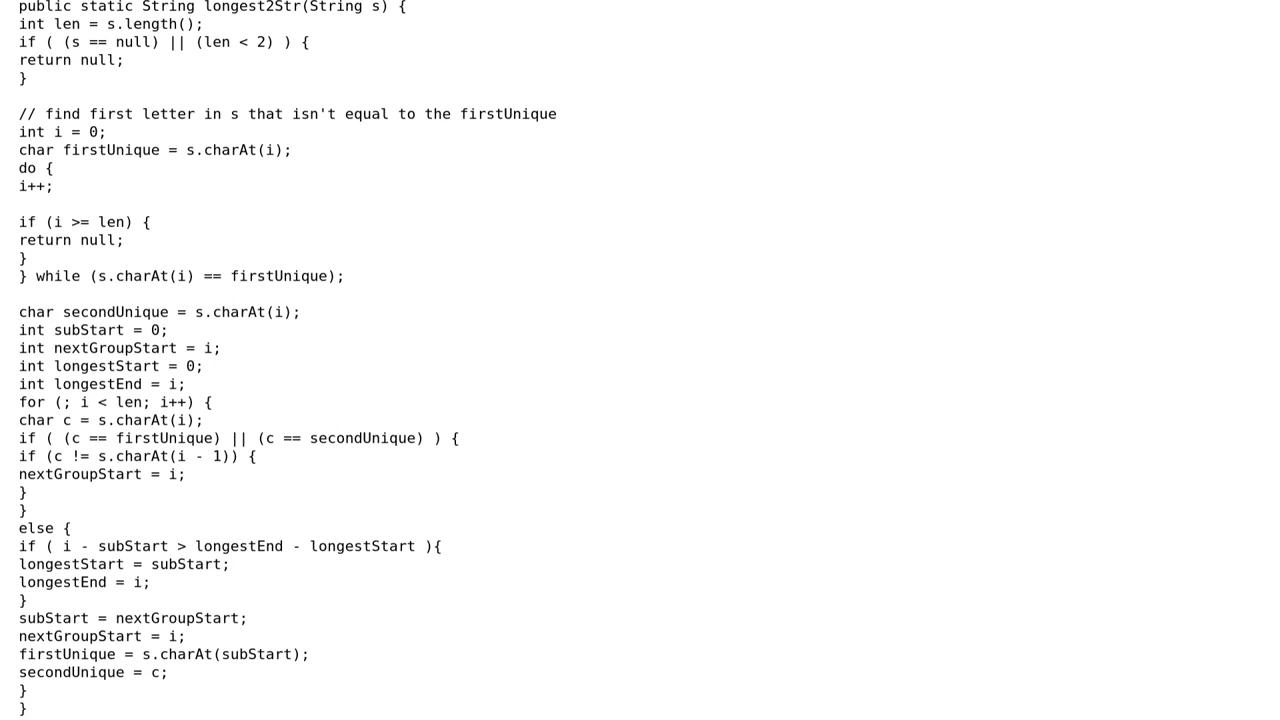 public static String longest2Str(String s) {
int len = s.length();
if ( (s == null) || (len < 2) ) {
return null;
}
// find first letter in s that isn't equal to the firstUnique
int i = 0;
char firstUnique = s.charAt(i);
do {
i++;
if (i >= len) {
return null;
}
} while (s.charAt(i) == firstUnique);
char secondUnique = s.charAt(i);
int subStart = 0;
int nextGroupStart = i;
int longestStart = 0;
int longestEnd = i;
for (; i < len; i++) {
char c = s.charAt(i);
if ( (c == firstUnique) || (c == secondUnique) ) {
if (c != s.charAt(i - 1)) {
nextGroupStart = i;
}
}
else {
if ( i - subStart > longestEnd - longestStart ){
longestStart = subStart;
longestEnd = i;
}
subStart = nextGroupStart;
nextGroupStart = i;
firstUnique = s.charAt(subStart);
secondUnique = c;
}
}